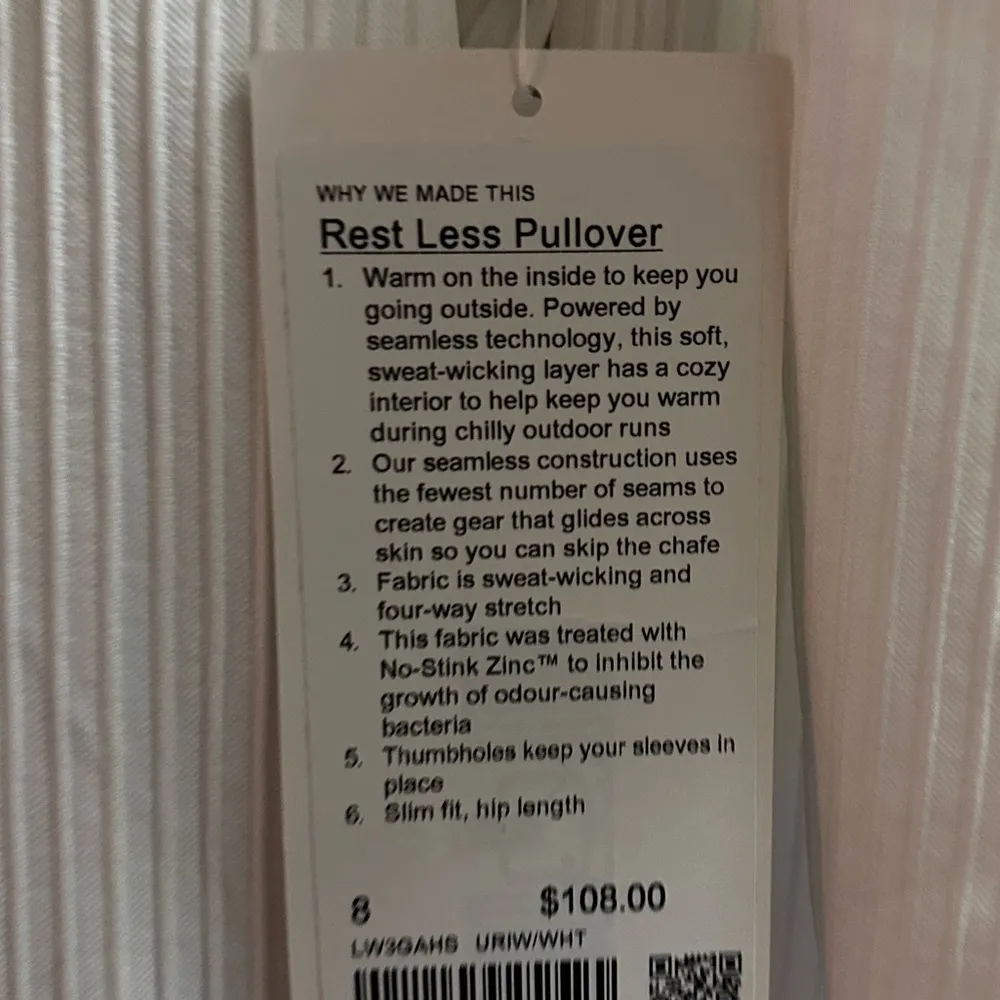 WHY WE MADE THIS
Rest Less Pullover
1. Warm on the inside to keep you
going outside. Powered by
seamless technology, this soft,
sweat-wicking layer has a cozy
interior to help keep you warm
during chilly outdoor runs
2. Our seamless construction uses
the fewest number of seams to
create gear that glides across
skin so you can skip the chafe
3. Fabric is sweat-wicking and
four-way stretch
4. This fabric was treated with
No-Stink Zinc™ to inhibit the
growth of odour-causing
bacteria
5. Thumbholes keep your sleeves in
place
6. Slim fit, hip length
8 $108.00
LW3GAHS URIW/WHT